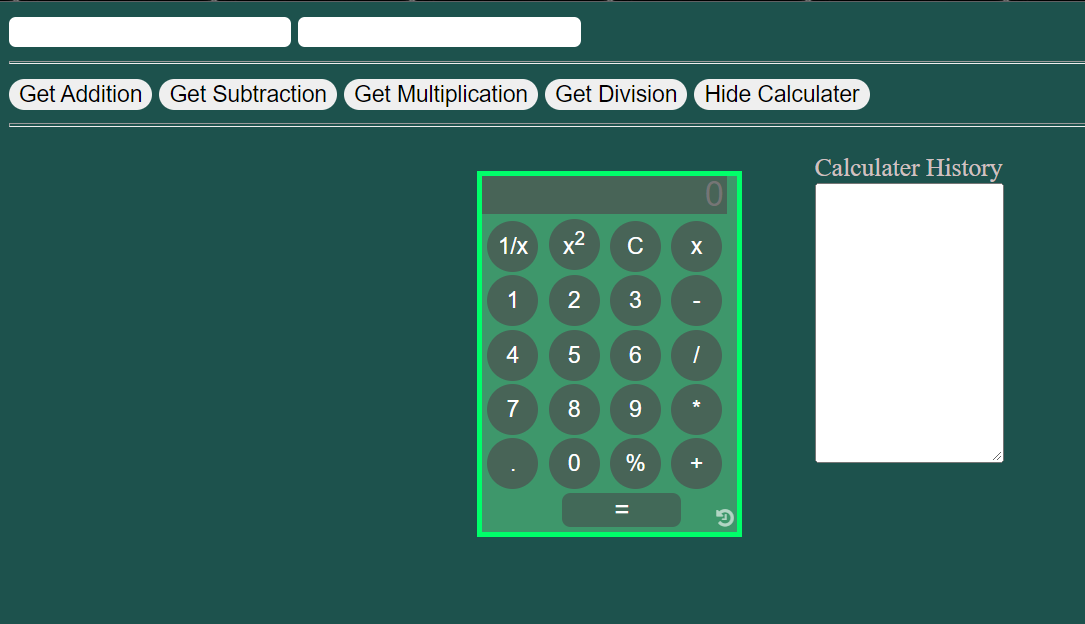 Get Addition Get Subtraction Get Multiplication Get Division Hide Calculater
Calculater History
0
1/x x² C x
1 2 3 -
4 5 6 /
7 8 9 *
. 0 % +
=